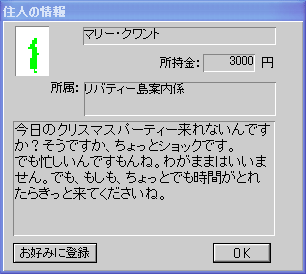 住人の情報
マリー・クワント
所持金: 3000 円
所属: リバティー島案内係
今日のクリスマスパーティー来れないんです
か？そうですか、ちょっとショックです。
でも忙しいんですもんね。わがままはいいま
せん。でも、もしも、ちょっとでも時間がとれ
たらきっと来てくださいね。
お好みに登録 OK